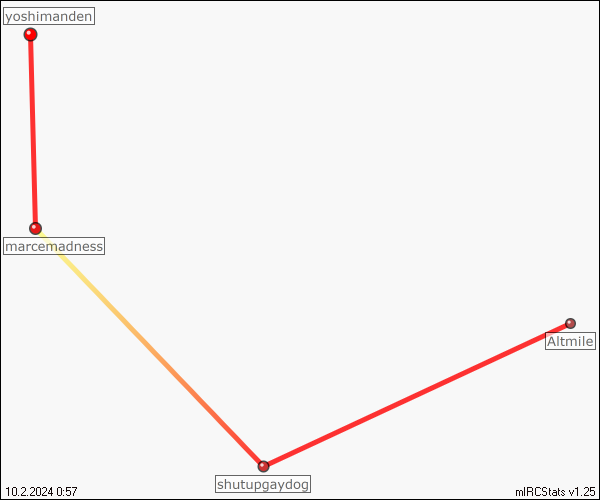 yoshimanden
marcemadness
Altmile
shutupgaydog
10.2.2024 0:57
mIRCStats v1.25